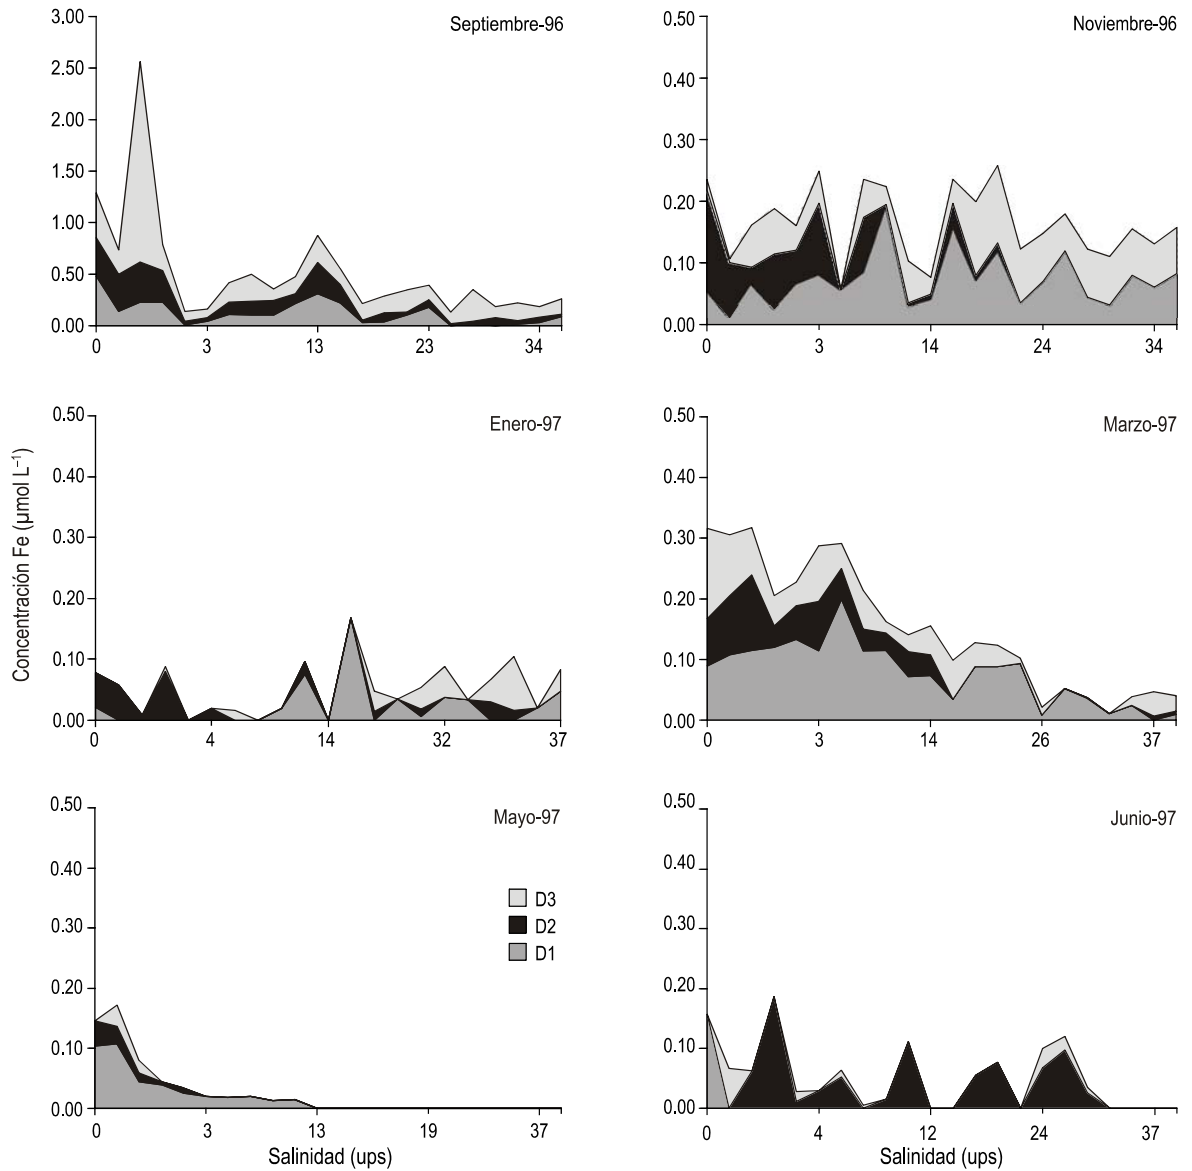 Septiembre-96
3.00
2.50
2.00
1.50
1.00
0.50
0.00
0 3 13 23 34
Noviembre-96
0.50
0.40
0.30
0.20
0.10
0.00
0 3 14 24 34
Concentración Fe (µmol L⁻¹)
Enero-97
0.50
0.40
0.30
0.20
0.10
0.00
0 4 14 32 37
Marzo-97
0.50
0.40
0.30
0.20
0.10
0.00
0 3 14 26 37
Mayo-97
0.50
0.40
0.30
0.20
0.10
0.00
D3
D2
D1
0 3 13 19 37
Salinidad (ups)
Junio-97
0.50
0.40
0.30
0.20
0.10
0.00
0 4 12 24 37
Salinidad (ups)